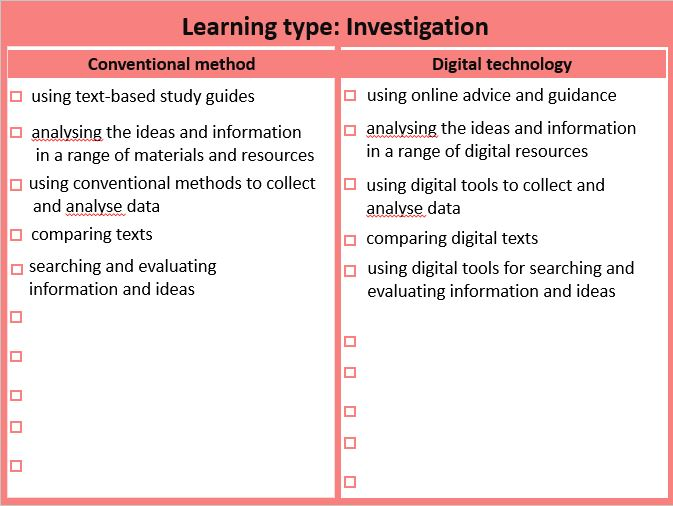 Learning type: Investigation
Conventional method
using text-based study guides
analysing the ideas and information
in a range of materials and resources
using conventional methods to collect
and analyse data
comparing texts
searching and evaluating
information and ideas
Digital technology
using online advice and guidance
analysing the ideas and information
in a range of digital resources
using digital tools to collect and
analyse data
comparing digital texts
using digital tools for searching and
evaluating information and ideas